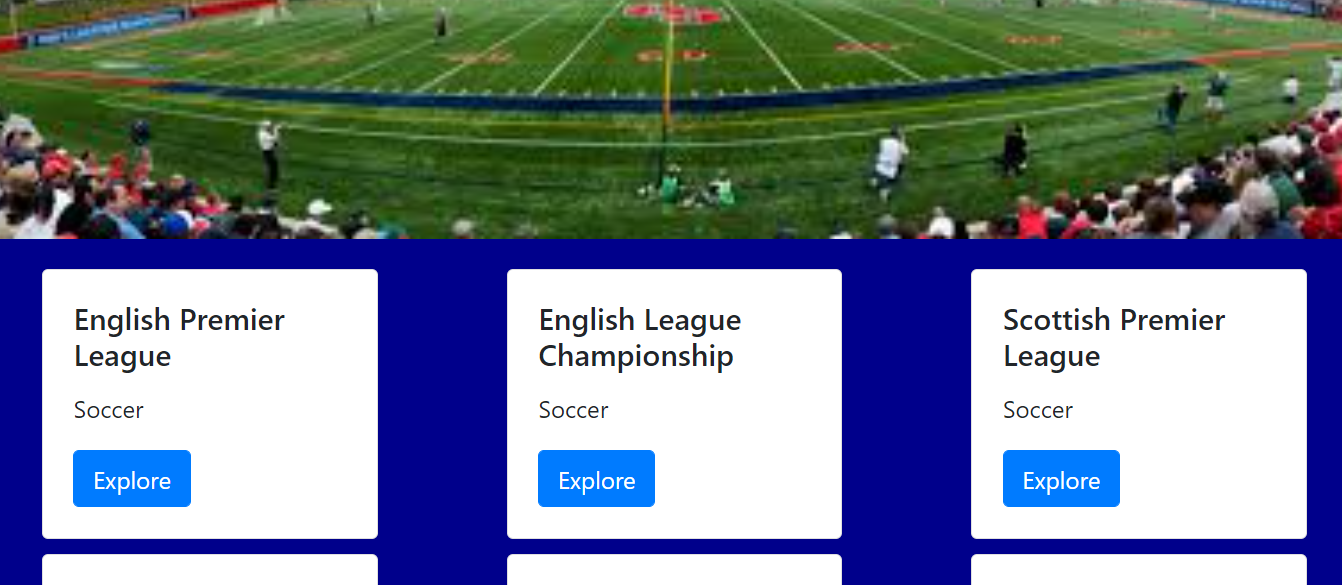 English Premier
League
Soccer
Explore
English League
Championship
Soccer
Explore
Scottish Premier
League
Soccer
Explore